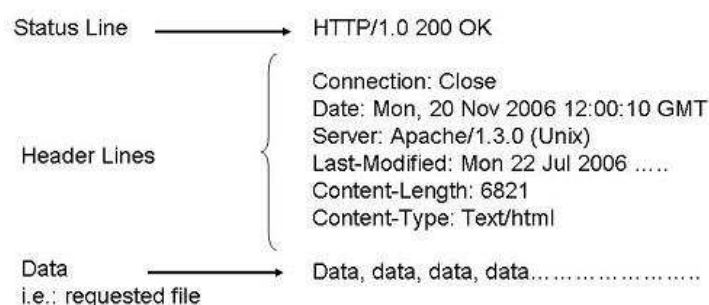 Status Line HTTP/1.0 200 OK
Connection: Close
Date: Mon, 20 Nov 2006 12:00:10 GMT
Server: Apache/1.3.0 (Unix)
Header Lines
Last-Modified: Mon 22 Jul 2006 …..
Content-Length: 6821
Content-Type: Text/html
Data Data, data, data, data…………………..
i.e.: requested file